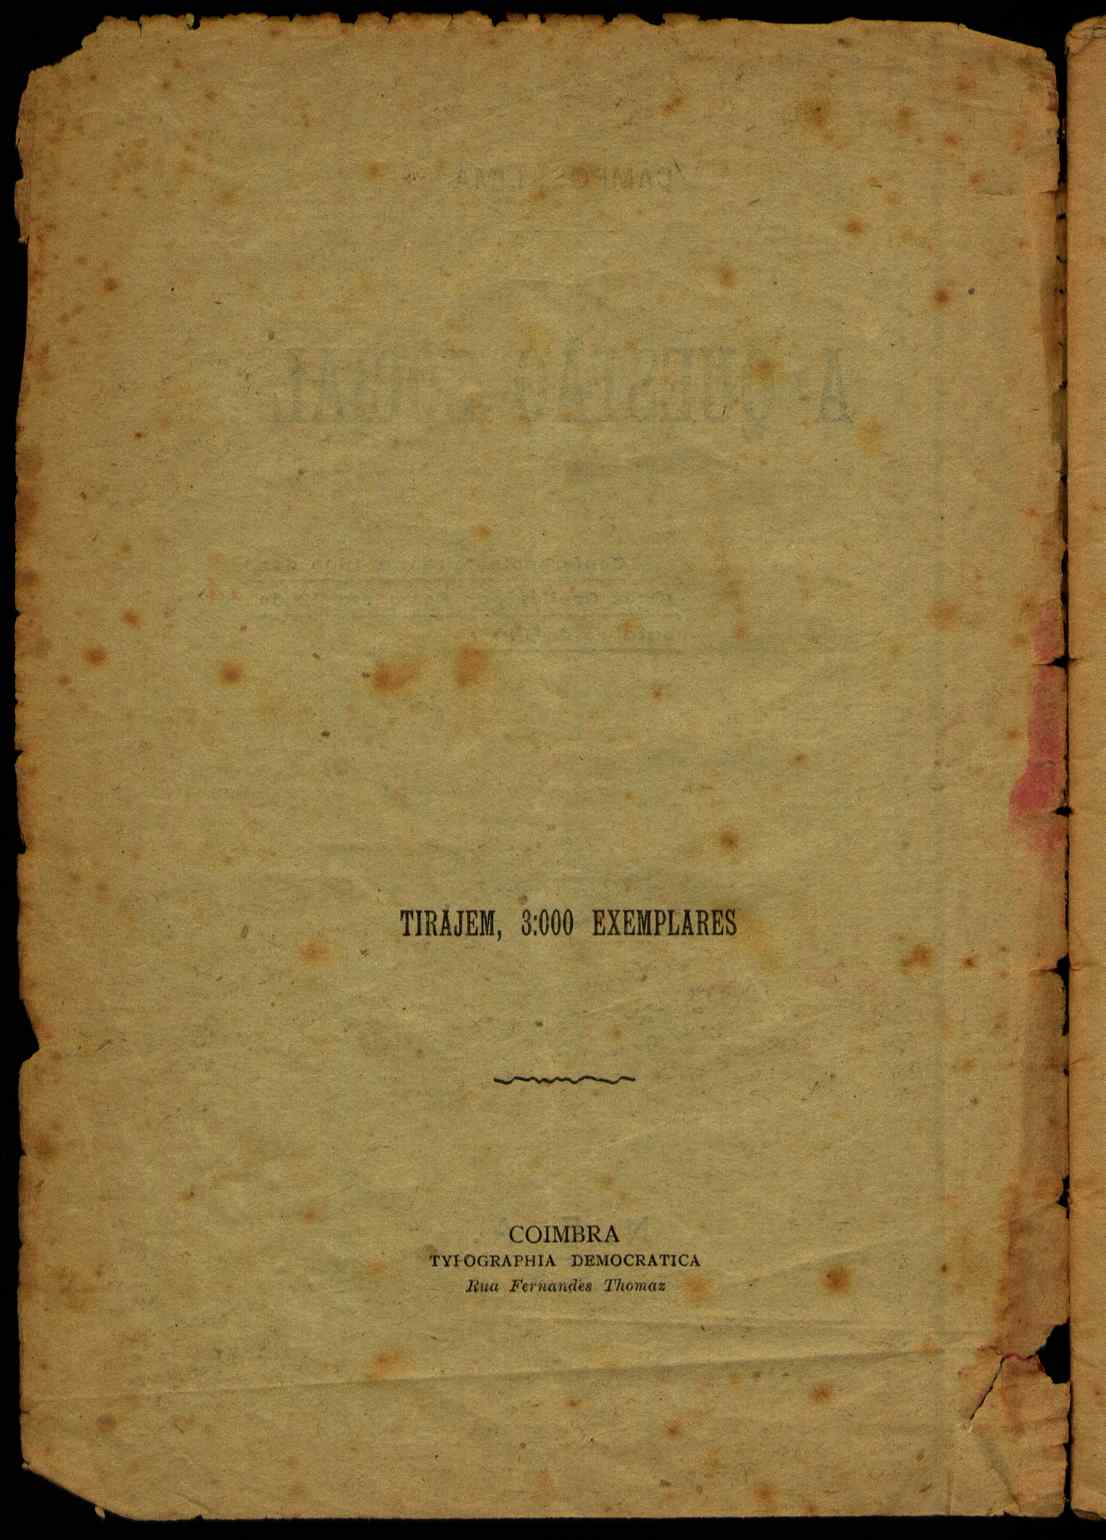 TIRAJEM, 3:000 EXEMPLARES
COIMBRA
TYPOGRAPHIA DEMOCRATICA
Rua Fernandes Thomaz